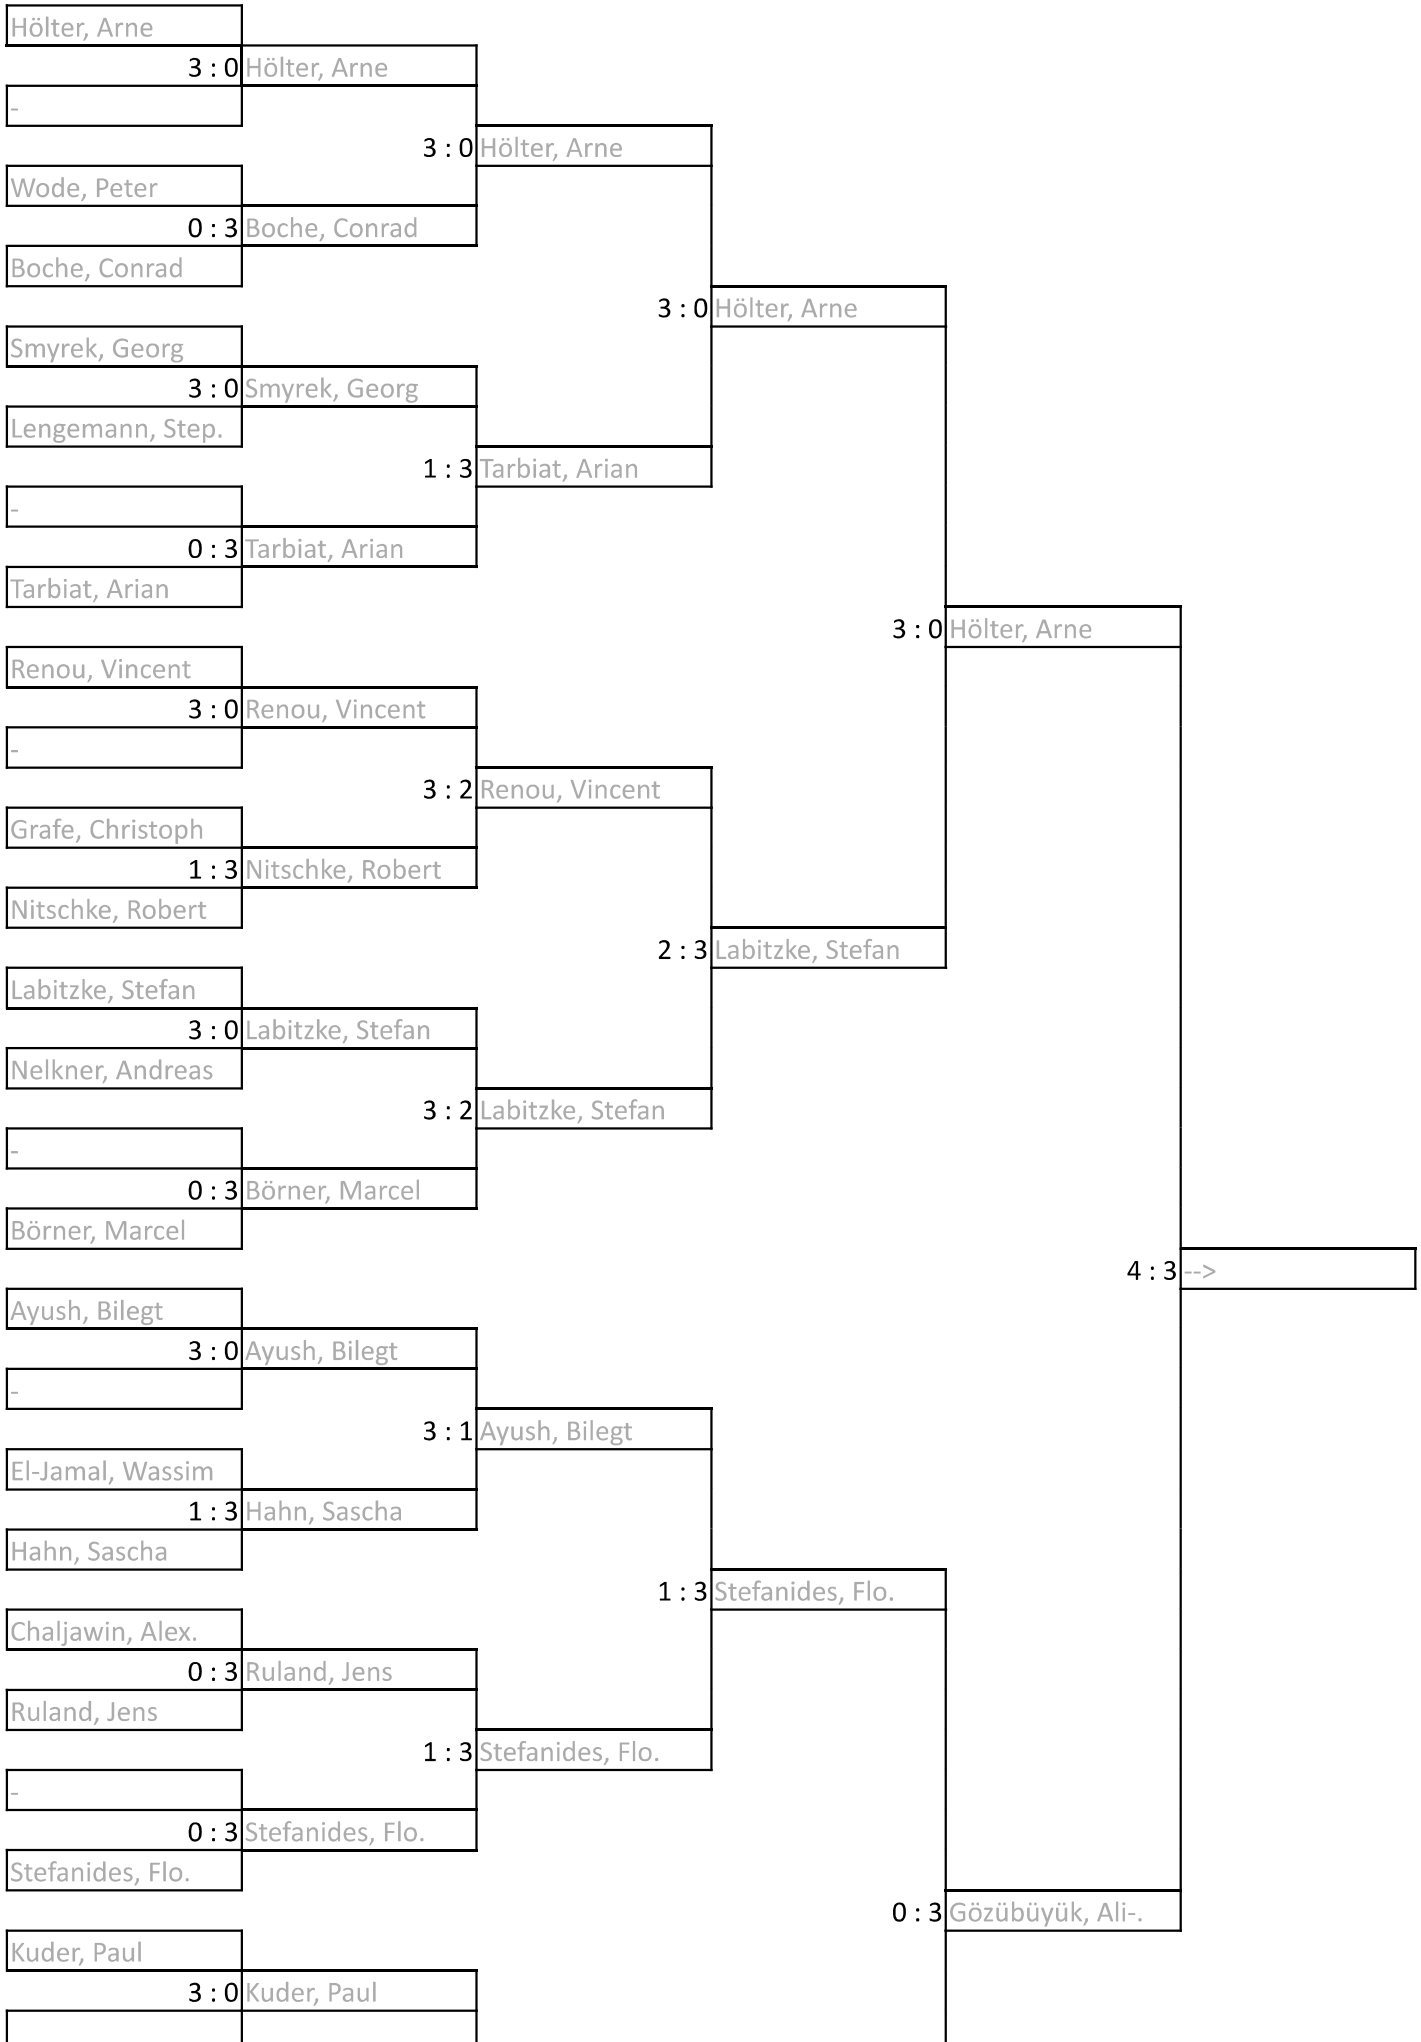 Hölter, Arne
3 : 0 Hölter, Arne
-
3 : 0 Hölter, Arne
Wode, Peter
0 : 3 Boche, Conrad
Boche, Conrad
3 : 0 Hölter, Arne
Smyrek, Georg
3 : 0 Smyrek, Georg
Lengemann, Step.
1 : 3 Tarbiat, Arian
-
0 : 3 Tarbiat, Arian
Tarbiat, Arian
3 : 0 Hölter, Arne
Renou, Vincent
3 : 0 Renou, Vincent
-
3 : 2 Renou, Vincent
Grafe, Christoph
1 : 3 Nitschke, Robert
Nitschke, Robert
2 : 3 Labitzke, Stefan
Labitzke, Stefan
3 : 0 Labitzke, Stefan
Nelkner, Andreas
3 : 2 Labitzke, Stefan
-
0 : 3 Börner, Marcel
Börner, Marcel
4 : 3 -->
Ayush, Bilegt
3 : 0 Ayush, Bilegt
-
3 : 1 Ayush, Bilegt
El-Jamal, Wassim
1 : 3 Hahn, Sascha
Hahn, Sascha
1 : 3 Stefanides, Flo.
Chaljawin, Alex.
0 : 3 Ruland, Jens
Ruland, Jens
1 : 3 Stefanides, Flo.
-
0 : 3 Stefanides, Flo.
Stefanides, Flo.
0 : 3 Gözübüyük, Ali-.
Kuder, Paul
3 : 0 Kuder, Paul